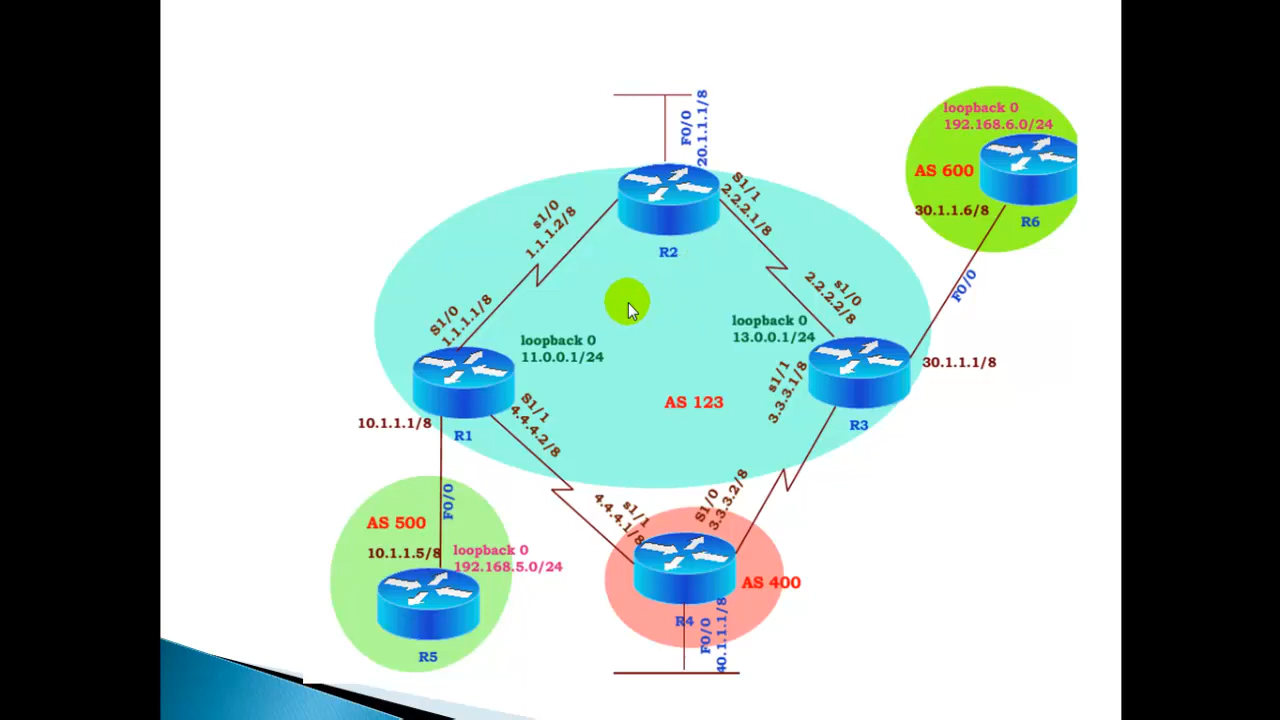 F0/0
20.1.1.1/8
loopback 0
192.168.6.0/24
AS 600
30.1.1.6/8
R6
F0/0
R2
s1/0
1.1.1.2/8
S1/1
2.2.2.1/8
S1/0
1.1.1.1/8
s1/0
2.2.2.2/8
loopback 0
11.0.0.1/24
loopback 0
13.0.0.1/24
30.1.1.1/8
s1/1
3.3.3.1/8
AS 123
R1
R3
10.1.1.1/8
S1/1
4.4.4.2/8
s1/1
4.4.4.1/8
S1/0
3.3.3.2/8
F0/0
AS 500
10.1.1.5/8
loopback 0
192.168.5.0/24
R5
AS 400
R4
F0/0
40.1.1.1/8